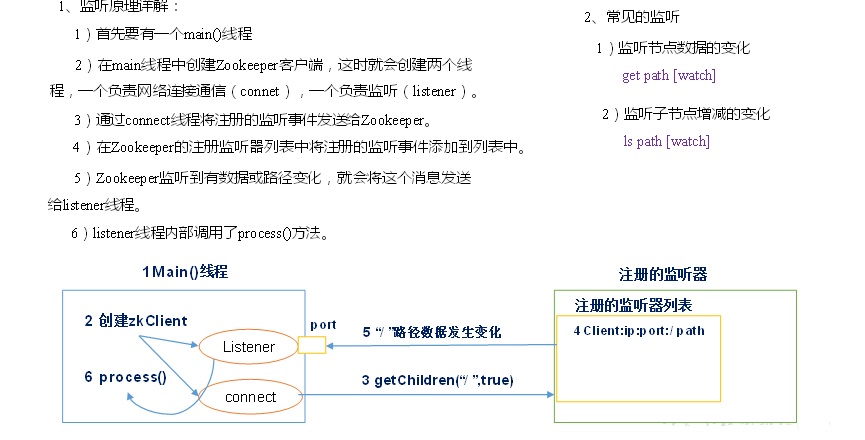 1、监听原理详解：
1）首先要有一个main()线程
2）在main线程中创建Zookeeper客户端，这时就会创建两个线
程，一个负责网络连接通信（connet），一个负责监听（listener）。
3）通过connect线程将注册的监听事件发送给Zookeeper。
4）在Zookeeper的注册监听器列表中将注册的监听事件添加到列表中。
5）Zookeeper监听到有数据或路径变化，就会将这个消息发送
给listener线程。
6）listener线程内部调用了process()方法。
2、常见的监听
1）监听节点数据的变化
get path [watch]
2）监听子节点增减的变化
ls path [watch]
1Main()线程
2 创建zkClient
Listener
port
6 process()
connect
5 “/ ”路径数据发生变化
3 getChildren(“/ ”,true)
注册的监听器
注册的监听器列表
4 Client:ip:port:/ path